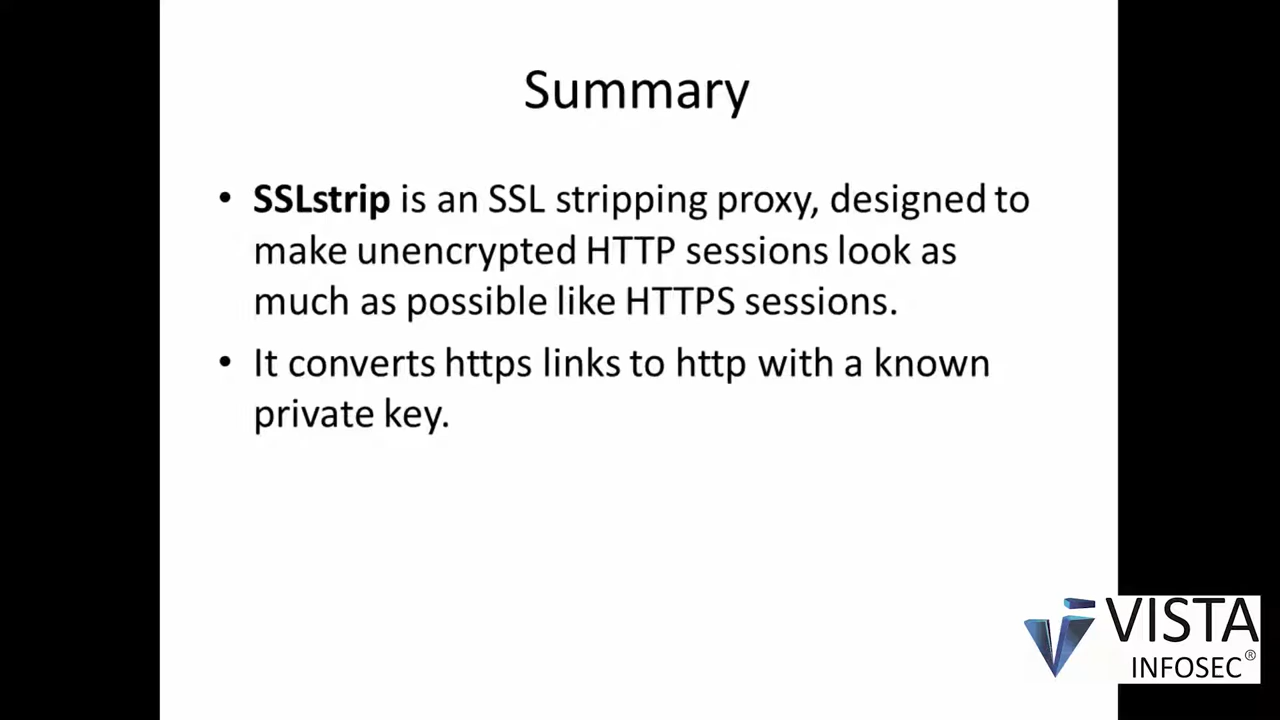 Summary
• SSLstrip is an SSL stripping proxy, designed to
make unencrypted HTTP sessions look as
much as possible like HTTPS sessions.
• It converts https links to http with a known
private key.
VISTA
INFOSEC®